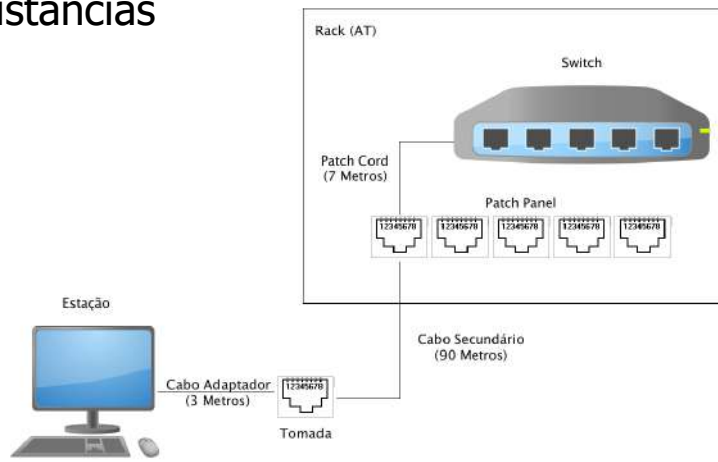 istâncias
Rack (AT)
Switch
Patch Cord
(7 Metros)
Patch Panel
12345678 12345678 12345678 12345678 12345678
Estação
Cabo Secundário
(90 Metros)
Cabo Adaptador
(3 Metros)
12345678
Tomada